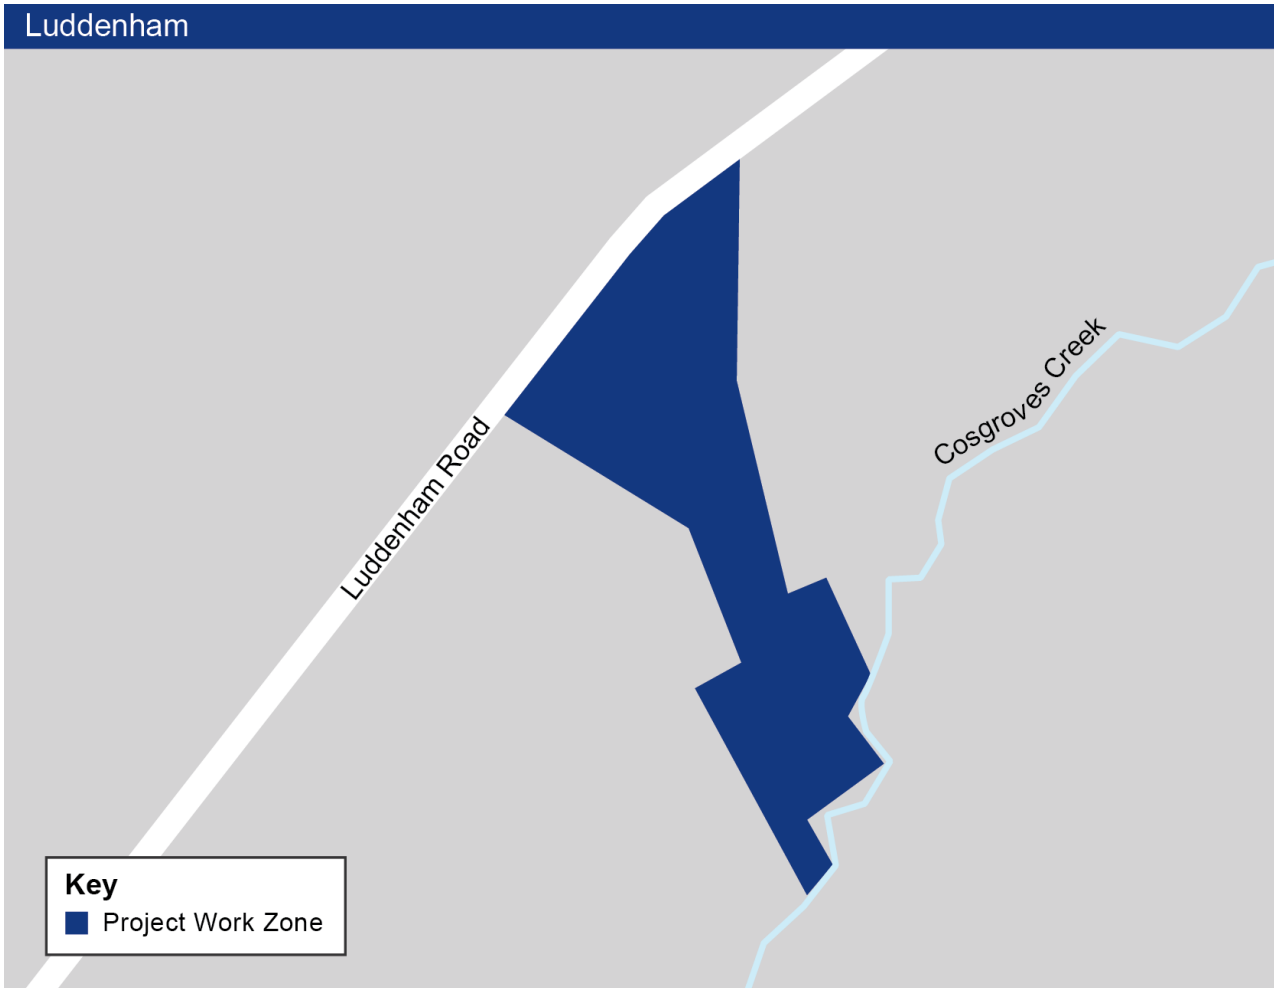 Luddenham
Cosgroves Creek
Luddenham Road
Key
Project Work Zone